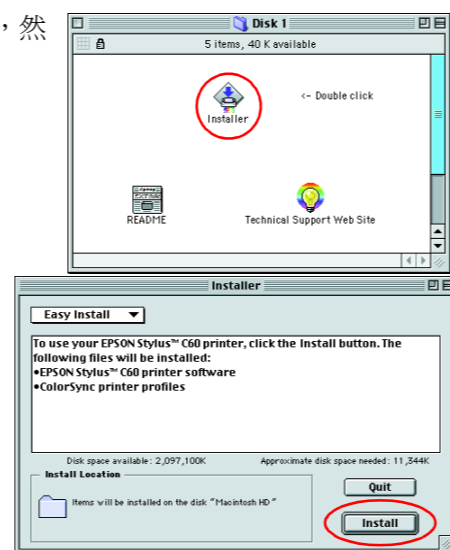 ，然
Disk 1
5 items, 40 K available
<- Double click
Installer
README
Technical Support Web Site
Installer
Easy Install
To use your EPSON Stylus™ C60 printer, click the Install button. The
following files will be installed:
•EPSON Stylus™ C60 printer software
•ColorSync printer profiles
Disk space available: 2,097,100K
Approximate disk space needed: 11,344K
Install Location
Items will be installed on the disk "Macintosh HD"
Quit
Install